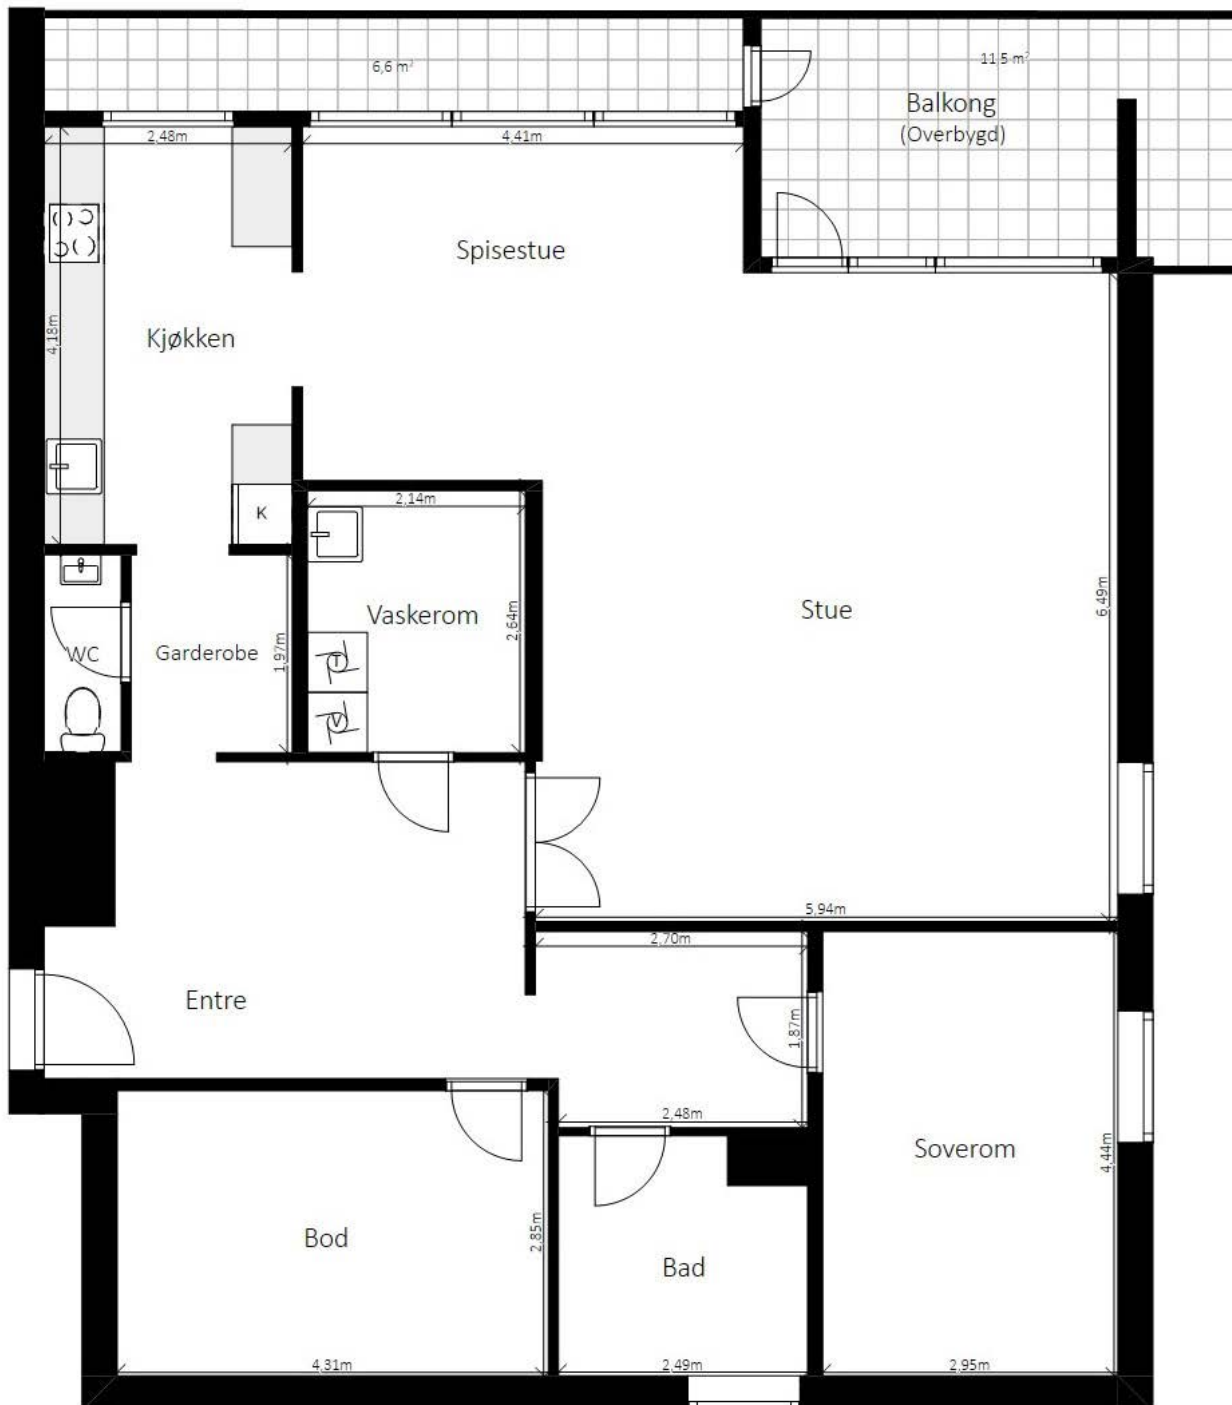 6,6 m²
11,5 m²
Balkong
(Overbygd)
2,48m
4,41m
Spisestue
Kjøkken
4,18m
K
2,14m
Vaskerom
2,64m
Stue
6,49m
WC
Garderobe
1,97m
T
V
5,94m
2,70m
Entre
1,87m
2,48m
Soverom
4,44m
Bod
2,85m
Bad
4,31m
2,49m
2,95m